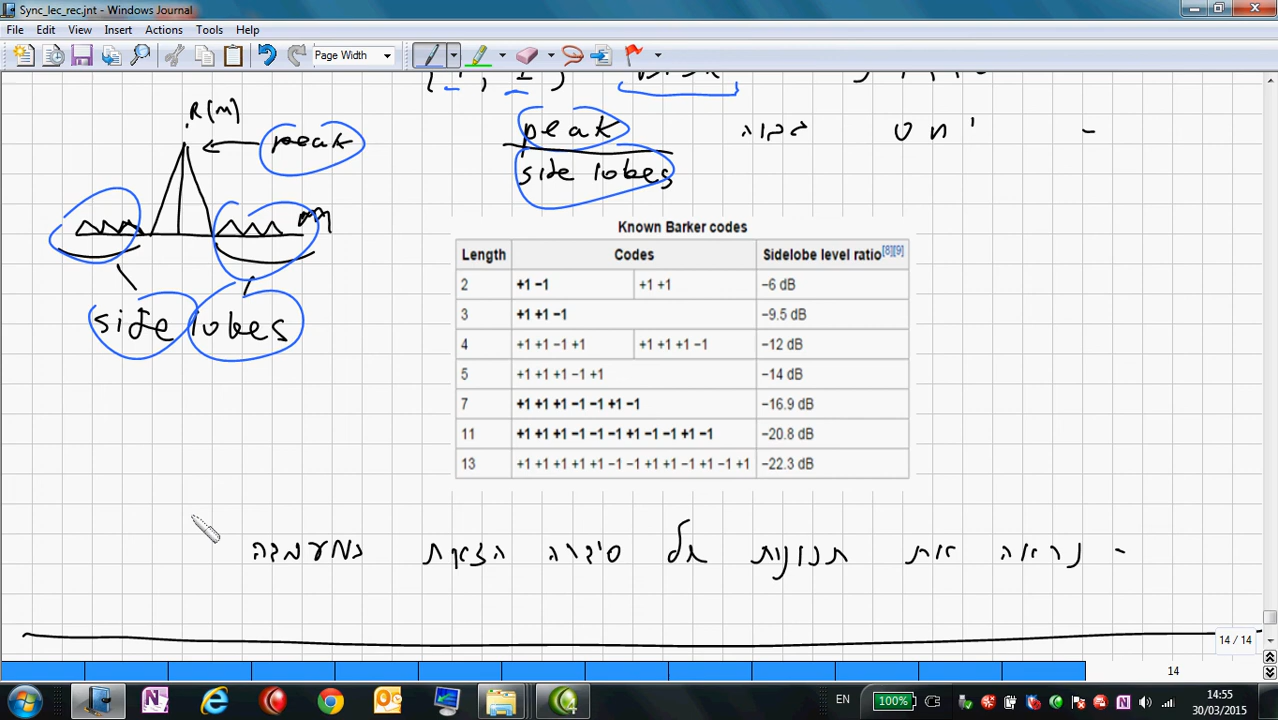 Sync_lec_rec.jnt - Windows Journal
File Edit View Insert Actions Tools Help
Page Width
R(m)
peak
m
side lobes
- יחס גבוה
peak
side lobes
Known Barker codes
Length Codes Sidelobe level ratio[8][9]
2 +1 −1 +1 +1 −6 dB
3 +1 +1 −1 −9.5 dB
4 +1 +1 −1 +1 +1 +1 +1 −1 −12 dB
5 +1 +1 +1 −1 +1 −14 dB
7 +1 +1 +1 −1 −1 +1 −1 −16.9 dB
11 +1 +1 +1 −1 −1 −1 +1 −1 −1 +1 −1 −20.8 dB
13 +1 +1 +1 +1 +1 −1 −1 +1 +1 −1 +1 −1 +1 −22.3 dB
- נראה את תכונות של סידרה הזאת במעבדה
14 / 14
14
EN
100%
14:55
30/03/2015